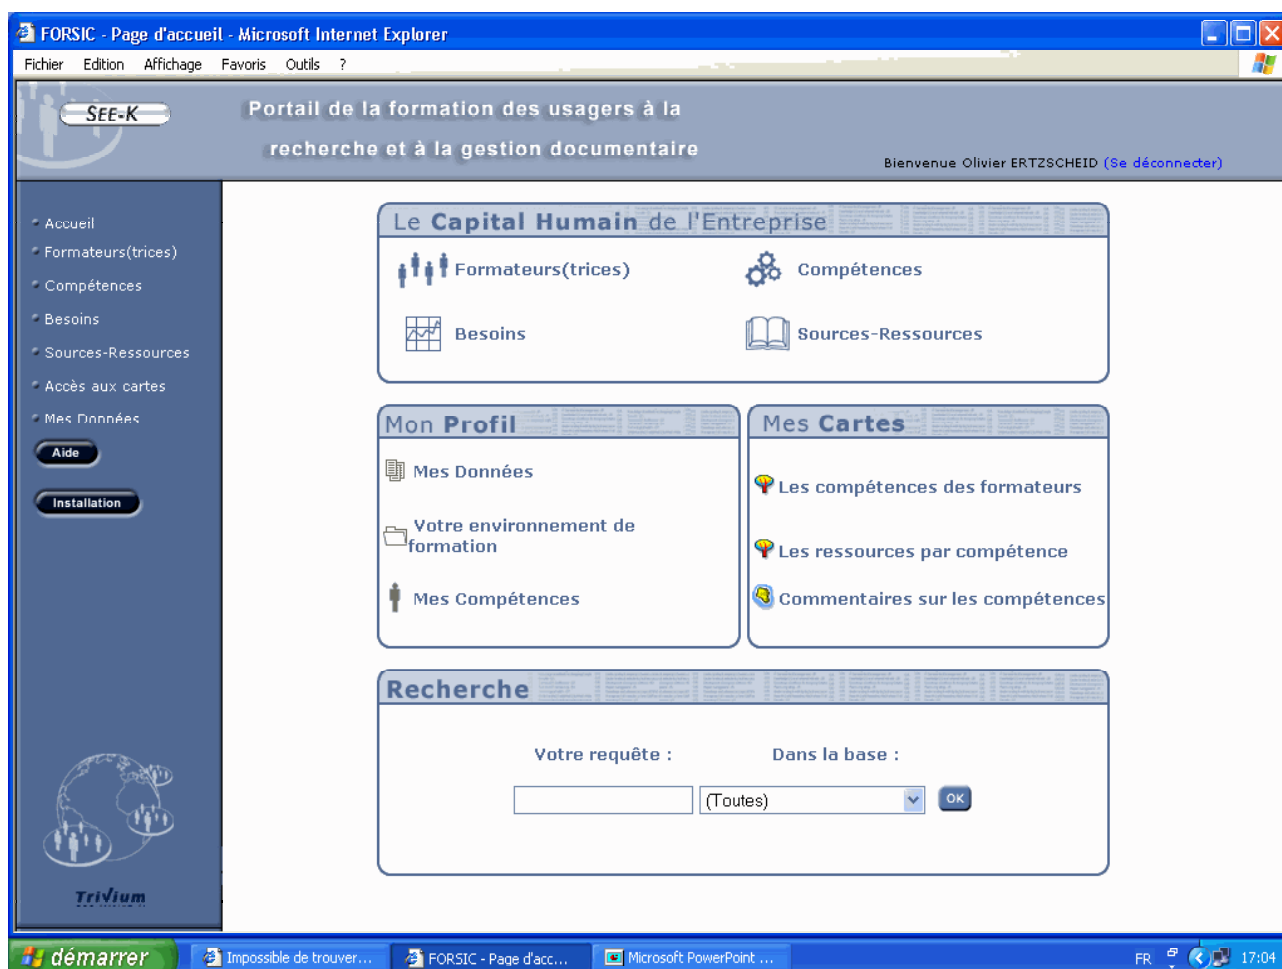 FORSIC - Page d'accueil - Microsoft Internet Explorer
Fichier Edition Affichage Favoris Outils ?
SEE-K
Portail de la formation des usagers à la
recherche et à la gestion documentaire
Bienvenue Olivier ERTZSCHEID (Se déconnecter)
Accueil
Formateurs(trices)
Compétences
Besoins
Sources-Ressources
Accès aux cartes
Mes Données
Aide
Installation
Trivium
Le Capital Humain de l'Entreprise
Formateurs(trices) Compétences
Besoins Sources-Ressources
Mon Profil
Mes Données
Votre environnement de
formation
Mes Compétences
Mes Cartes
Les compétences des formateurs
Les ressources par compétence
Commentaires sur les compétences
Recherche
Votre requête : Dans la base :
(Toutes) OK
démarrer Impossible de trouver... FORSIC - Page d'acc... Microsoft PowerPoint ... FR 17:04